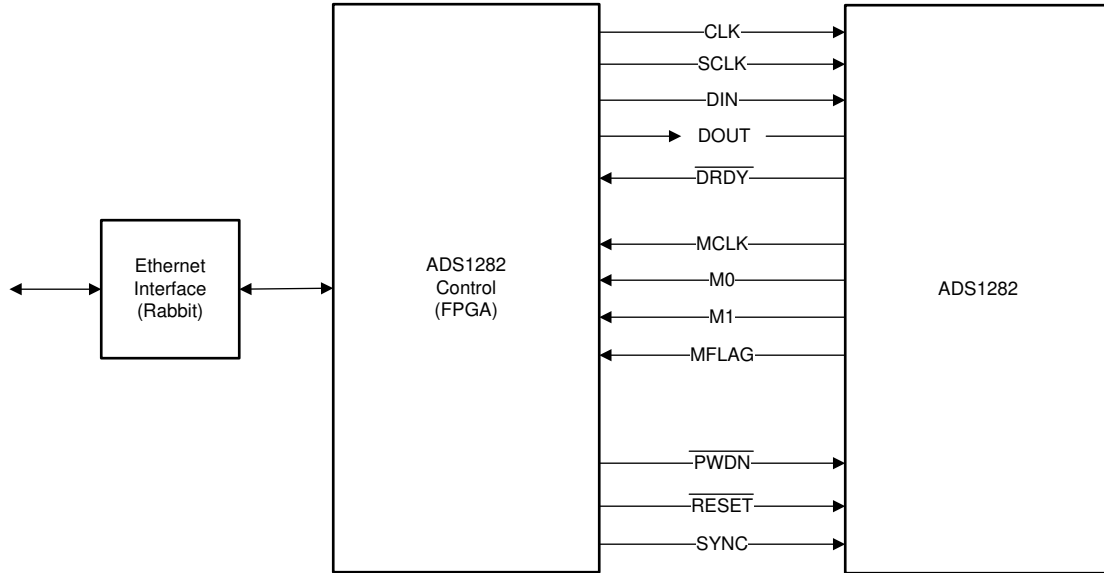 CLK
SCLK
DIN
DOUT
DRDY
MCLK
M0
M1
MFLAG
PWDN
RESET
SYNC
Ethernet
Interface
(Rabbit)
ADS1282
Control
(FPGA)
ADS1282